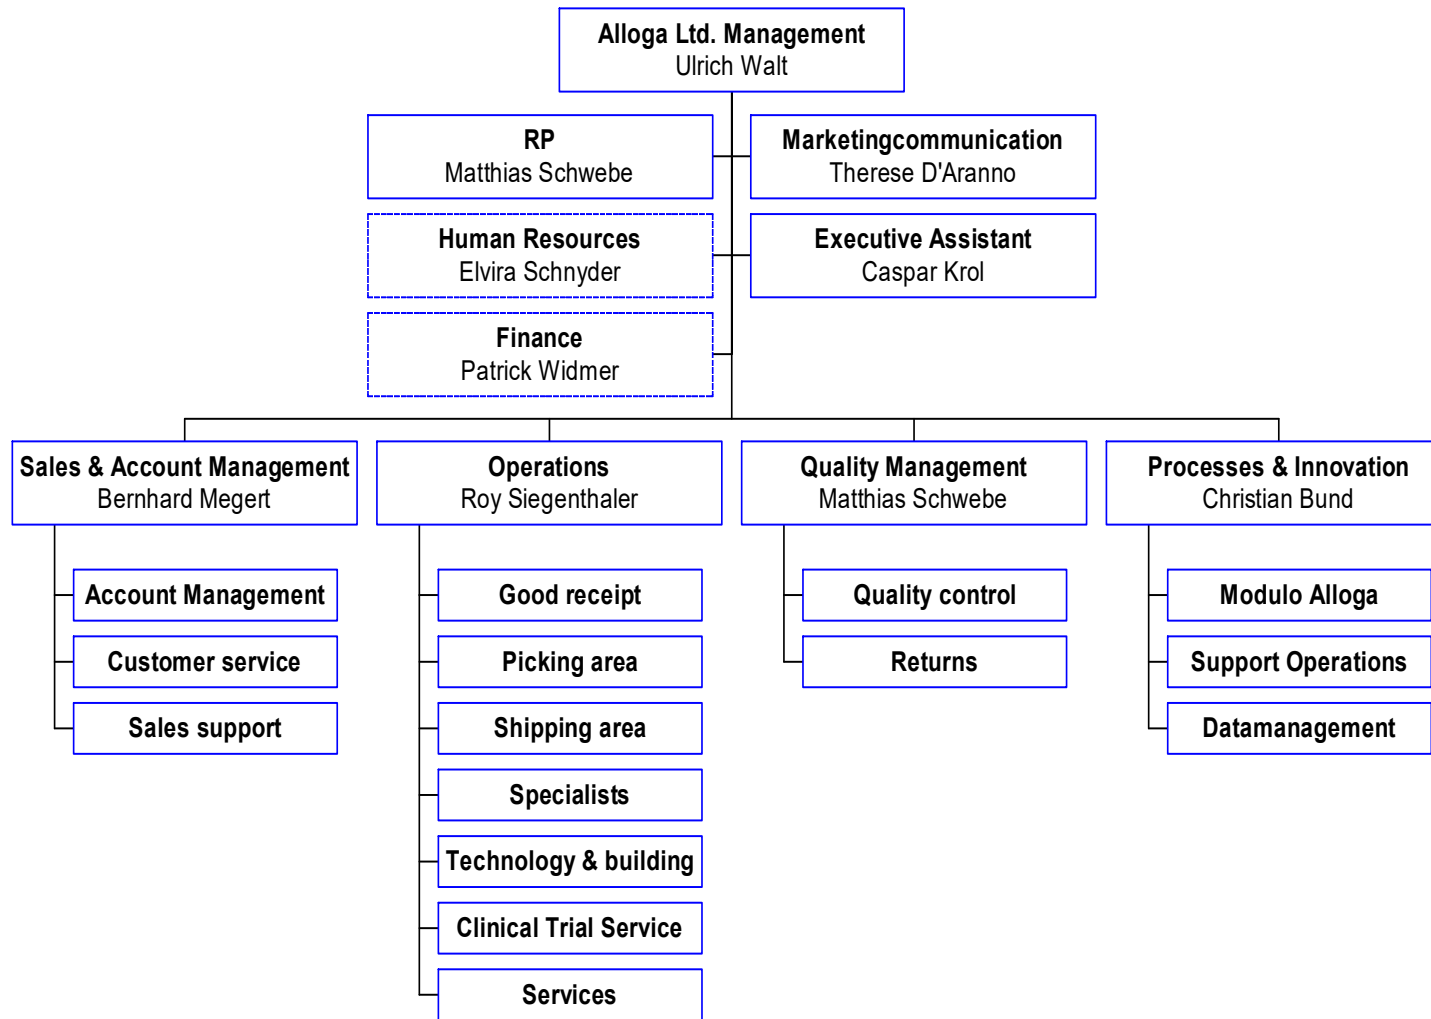 Alloga Ltd. Management
Ulrich Walt
RP
Matthias Schwebe
Marketingcommunication
Therese D'Aranno
Human Resources
Elvira Schnyder
Executive Assistant
Caspar Krol
Finance
Patrick Widmer
Sales & Account Management
Bernhard Megert
Operations
Roy Siegenthaler
Quality Management
Matthias Schwebe
Processes & Innovation
Christian Bund
Account Management
Customer service
Sales support
Good receipt
Picking area
Shipping area
Specialists
Technology & building
Clinical Trial Service
Services
Quality control
Returns
Modulo Alloga
Support Operations
Datamanagement